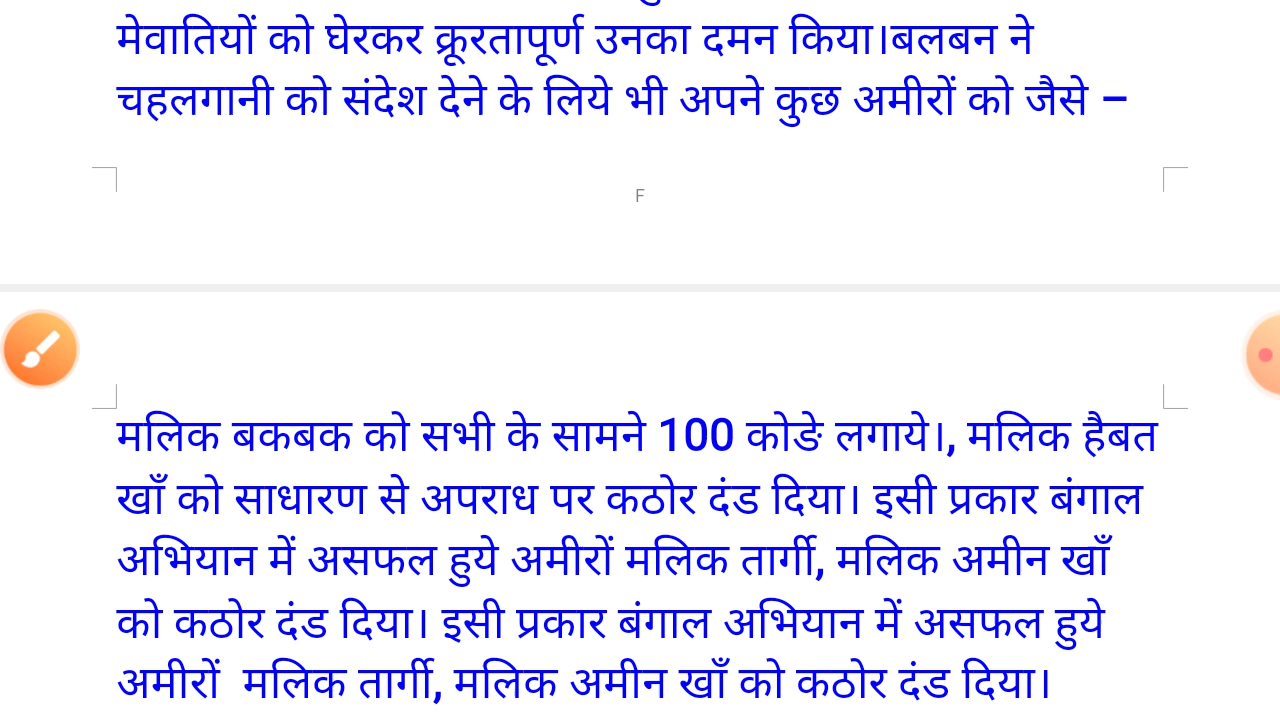 मेवातियों को घेरकर क्रूरतापूर्ण उनका दमन किया।बलबन ने
चहलगानी को संदेश देने के लिये भी अपने कुछ अमीरों को जैसे –
F
मलिक बकबक को सभी के सामने 100 कोङे लगाये।, मलिक हैबत
खाँ को साधारण से अपराध पर कठोर दंड दिया। इसी प्रकार बंगाल
अभियान में असफल हुये अमीरों मलिक तार्गी, मलिक अमीन खाँ
को कठोर दंड दिया। इसी प्रकार बंगाल अभियान में असफल हुये
अमीरों  मलिक तार्गी, मलिक अमीन खाँ को कठोर दंड दिया।